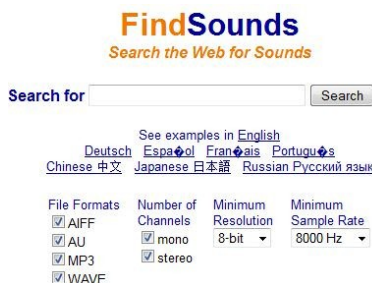 FindSounds
Search the Web for Sounds
Search for Search
See examples in English
Deutsch Espa�ol Fran�ais Portugu�s
Chinese 中文 Japanese 日本語 Russian Русский язык
File Formats Number of Channels Minimum Resolution Minimum Sample Rate
AIFF mono 8-bit 8000 Hz
AU stereo
MP3
WAVE